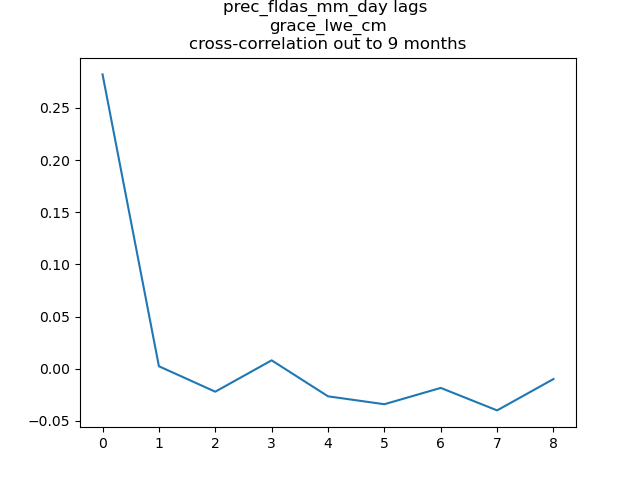 prec_fldas_mm_day lags
grace_lwe_cm
cross-correlation out to 9 months
0.25
0.20
0.15
0.10
0.05
0.00
−0.05
0 1 2 3 4 5 6 7 8